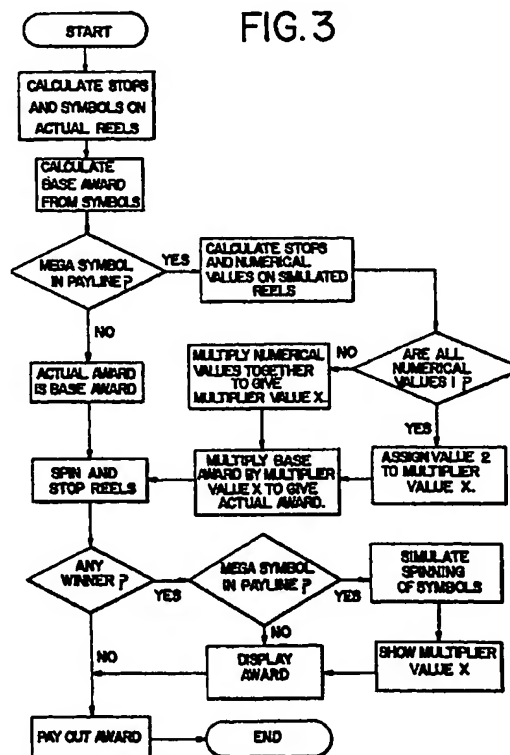 FIG. 3
START
CALCULATE STOPS
AND SYMBOLS ON
ACTUAL REELS
CALCULATE
BASE AWARD
FROM SYMBOLS
MEGA SYMBOL
IN PAYLINE?
YES
CALCULATE STOPS
AND NUMERICAL
VALUES ON SIMULATED
REELS
NO
ARE ALL
NUMERICAL
VALUES 1?
NO
MULTIPLY NUMERICAL
VALUES TOGETHER
TO GIVE
MULTIPLIER VALUE X.
ACTUAL AWARD
IS BASE AWARD
YES
ASSIGN VALUE 2
TO MULTIPLIER
VALUE X.
MULTIPLY BASE
AWARD BY MULTIPLIER
VALUE X TO GIVE
ACTUAL AWARD.
SPIN AND
STOP REELS
ANY
WINNER?
YES
MEGA SYMBOL
IN PAYLINE?
YES
SIMULATE
SPINNING
OF SYMBOLS
NO
NO
DISPLAY
AWARD
SHOW MULTIPLIER
VALUE X
PAY OUT AWARD
END